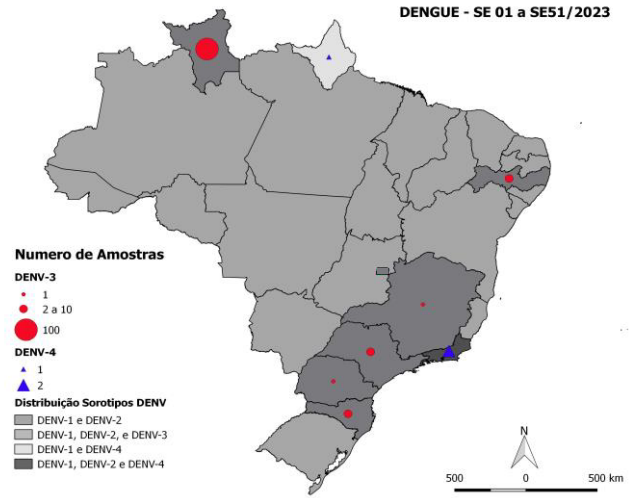 DENGUE - SE 01 a SE51/2023
Numero de Amostras
DENV-3
1
2 a 10
100
DENV-4
1
2
Distribuição Sorotipos DENV
DENV-1 e DENV-2
DENV-1, DENV-2, e DENV-3
DENV-1 e DENV-4
DENV-1, DENV-2 e DENV-4
N
500 0 500 km